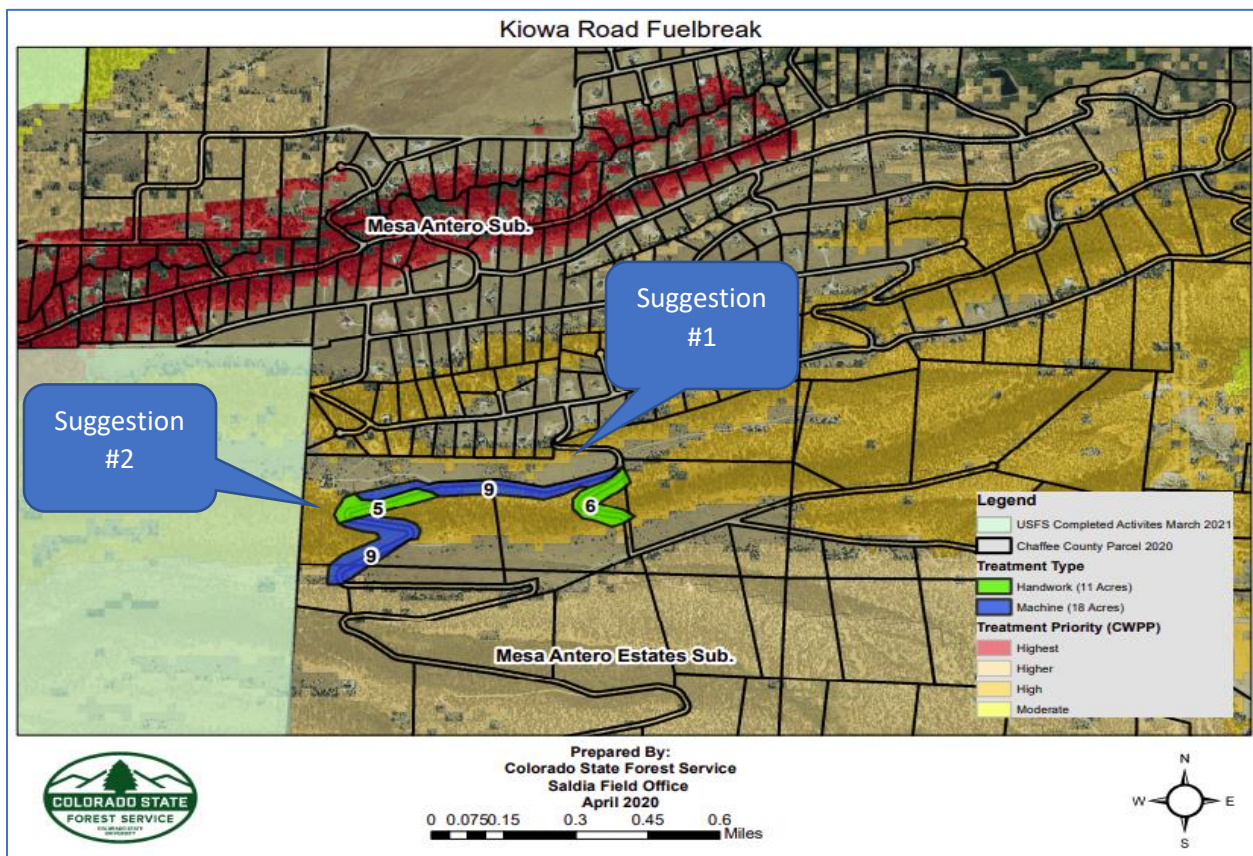 Kiowa Road Fuelbreak
Mesa Antero Sub.
Suggestion
#1
Suggestion
#2
9
5
6
9
Mesa Antero Estates Sub.
Legend
USFS Completed Activites March 2021
Chaffee County Parcel 2020
Treatment Type
Handwork (11 Acres)
Machine (18 Acres)
Treatment Priority (CWPP)
Highest
Higher
High
Moderate
COLORADO STATE
FOREST SERVICE
COLORADO STATE
UNIVERSITY
Prepared By:
Colorado State Forest Service
Saldia Field Office
April 2020
0 0.0750.15 0.3 0.45 0.6
Miles
N
W E
S